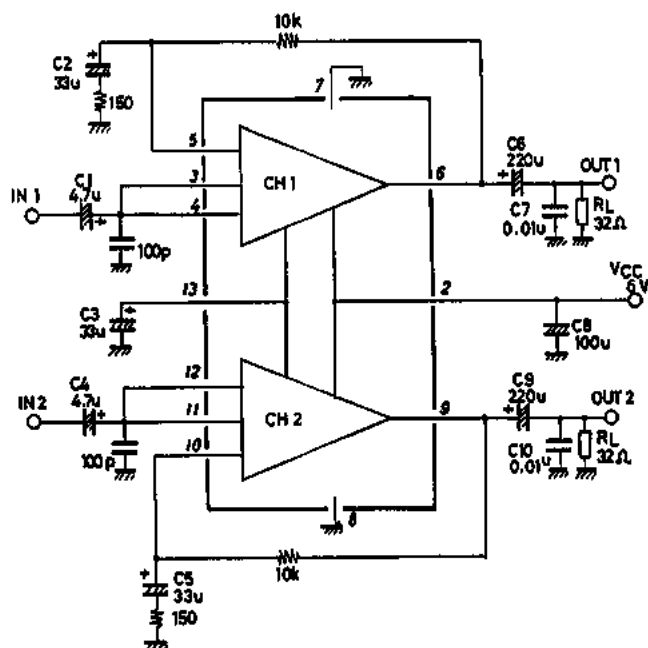 10k
C2
33u
+
150
7
5
C1
4.7u
IN 1
+
3
4
CH 1
6
C6
+
220u
OUT 1
C7
0.01u
RL
32Ω
100p
13
2
VCC
6V
C3
+
33u
C8
100u
C4
4.7u
IN 2
+
12
11
10
CH 2
9
C9
+
220u
OUT 2
C10
0.01u
RL
32Ω
100p
8
10k
+
C5
33u
150